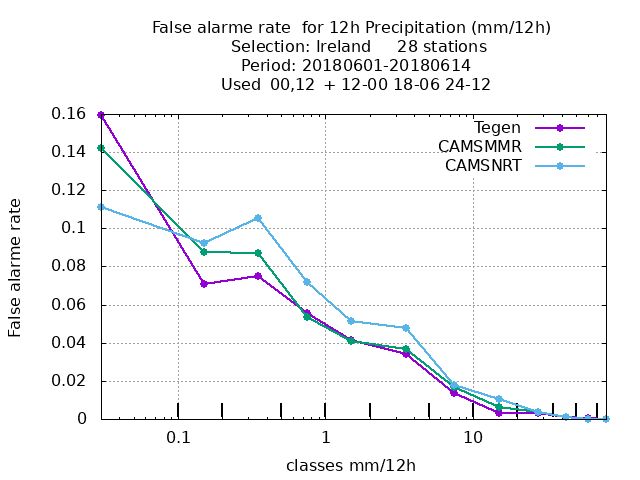 False alarme rate  for 12h Precipitation (mm/12h)
Selection: Ireland     28 stations
Period: 20180601-20180614
Used  00,12  + 12-00 18-06 24-12
Tegen
CAMSMMR
CAMSNRT
0.16
0.14
0.12
0.1
0.08
0.06
0.04
0.02
0
False alarme rate
0.1 1 10
classes mm/12h